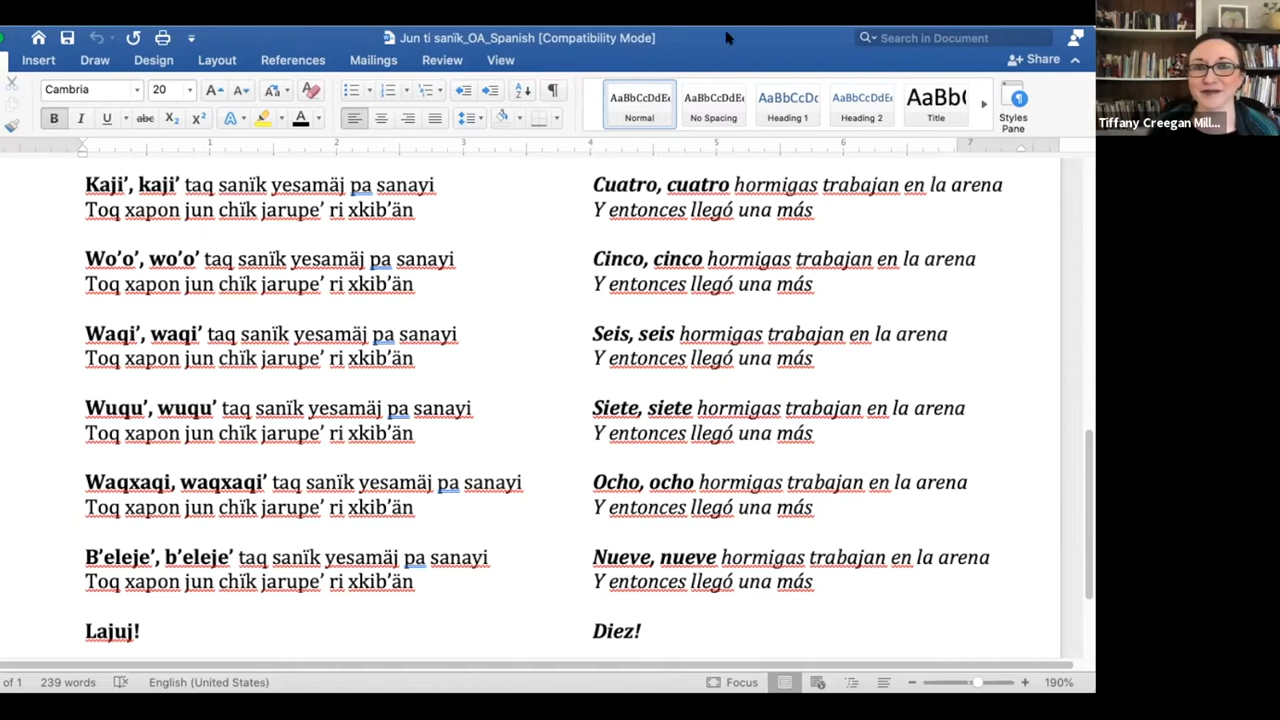 Jun ti sanïk_OA_Spanish [Compatibility Mode]
Search in Document
Insert Draw Design Layout References Mailings Review View
Share
Cambria 20
AaBbCcDdEe AaBbCcDdEe AaBbCcDc AaBbCcDdEe AaBb(
Normal No Spacing Heading 1 Heading 2 Title
Styles
Pane
Tiffany Creegan Mill...
1 2 3 4 5 6 7
Kaji’, kaji’ taq sanïk yesamäj pa sanayi
Toq xapon jun chïk jarupe’ ri xkib’än
Wo’o’, wo’o’ taq sanïk yesamäj pa sanayi
Toq xapon jun chïk jarupe’ ri xkib’än
Waqi’, waqi’ taq sanïk yesamäj pa sanayi
Toq xapon jun chïk jarupe’ ri xkib’än
Wuqu’, wuqu’ taq sanïk yesamäj pa sanayi
Toq xapon jun chïk jarupe’ ri xkib’än
Waqxaqi, waqxaqi’ taq sanïk yesamäj pa sanayi
Toq xapon jun chïk jarupe’ ri xkib’än
B’eleje’, b’eleje’ taq sanïk yesamäj pa sanayi
Toq xapon jun chïk jarupe’ ri xkib’än
Lajuj!
Cuatro, cuatro hormigas trabajan en la arena
Y entonces llegó una más
Cinco, cinco hormigas trabajan en la arena
Y entonces llegó una más
Seis, seis hormigas trabajan en la arena
Y entonces llegó una más
Siete, siete hormigas trabajan en la arena
Y entonces llegó una más
Ocho, ocho hormigas trabajan en la arena
Y entonces llegó una más
Nueve, nueve hormigas trabajan en la arena
Y entonces llegó una más
Diez!
of 1 239 words English (United States) Focus 190%